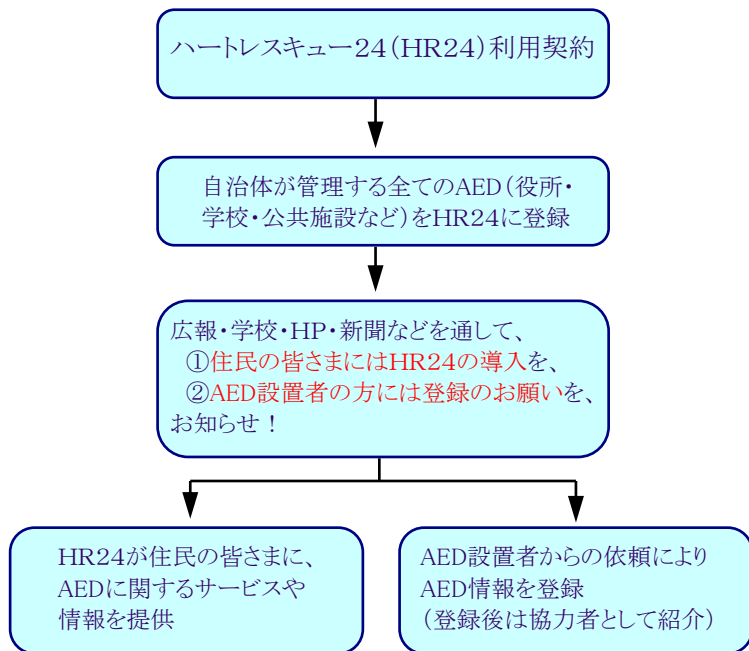 ハートレスキュー24(HR24)利用契約
自治体が管理する全てのAED(役所・
学校・公共施設など)をHR24に登録
広報・学校・HP・新聞などを通して、
①住民の皆さまにはHR24の導入を、
②AED設置者の方には登録のお願いを、
お知らせ！
HR24が住民の皆さまに、
AEDに関するサービスや
情報を提供
AED設置者からの依頼により
AED情報を登録
(登録後は協力者として紹介)